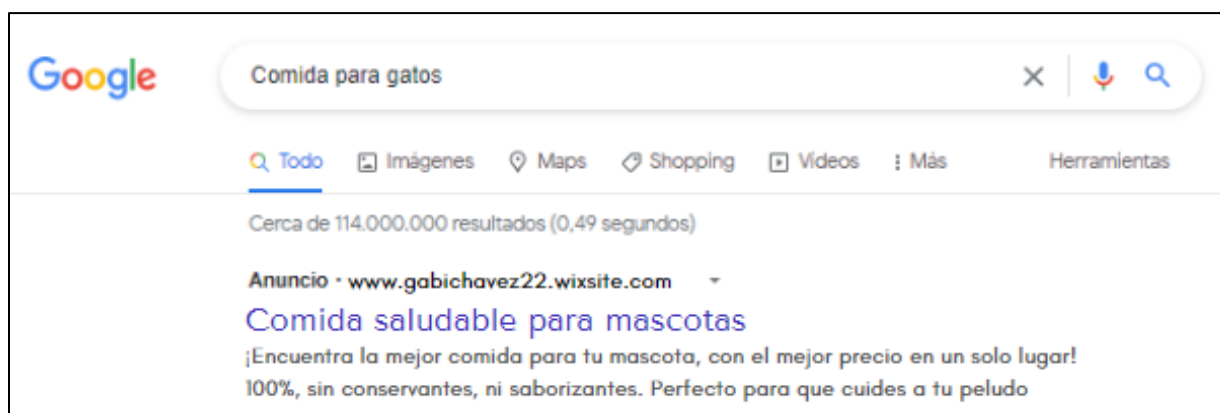 Google
Comida para gatos
Todo Imágenes Maps Shopping Vídeos Más Herramientas
Cerca de 114.000.000 resultados (0,49 segundos)
Anuncio · www.gabichavez22.wixsite.com
Comida saludable para mascotas
¡Encuentra la mejor comida para tu mascota, con el mejor precio en un solo lugar!
100%, sin conservantes, ni saborizantes. Perfecto para que cuides a tu peludo